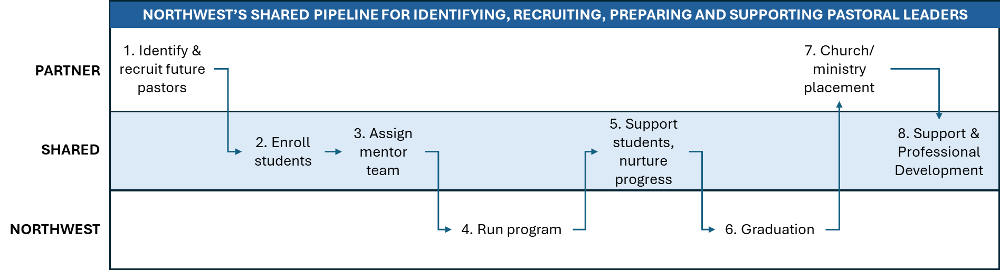 NORTHWEST’S SHARED PIPELINE FOR IDENTIFYING, RECRUITING, PREPARING AND SUPPORTING PASTORAL LEADERS
PARTNER
1. Identify &
recruit future
pastors
7. Church/
ministry
placement
SHARED
2. Enroll
students
3. Assign
mentor
team
5. Support
students,
nurture
progress
8. Support &
Professional
Development
NORTHWEST
4. Run program
6. Graduation